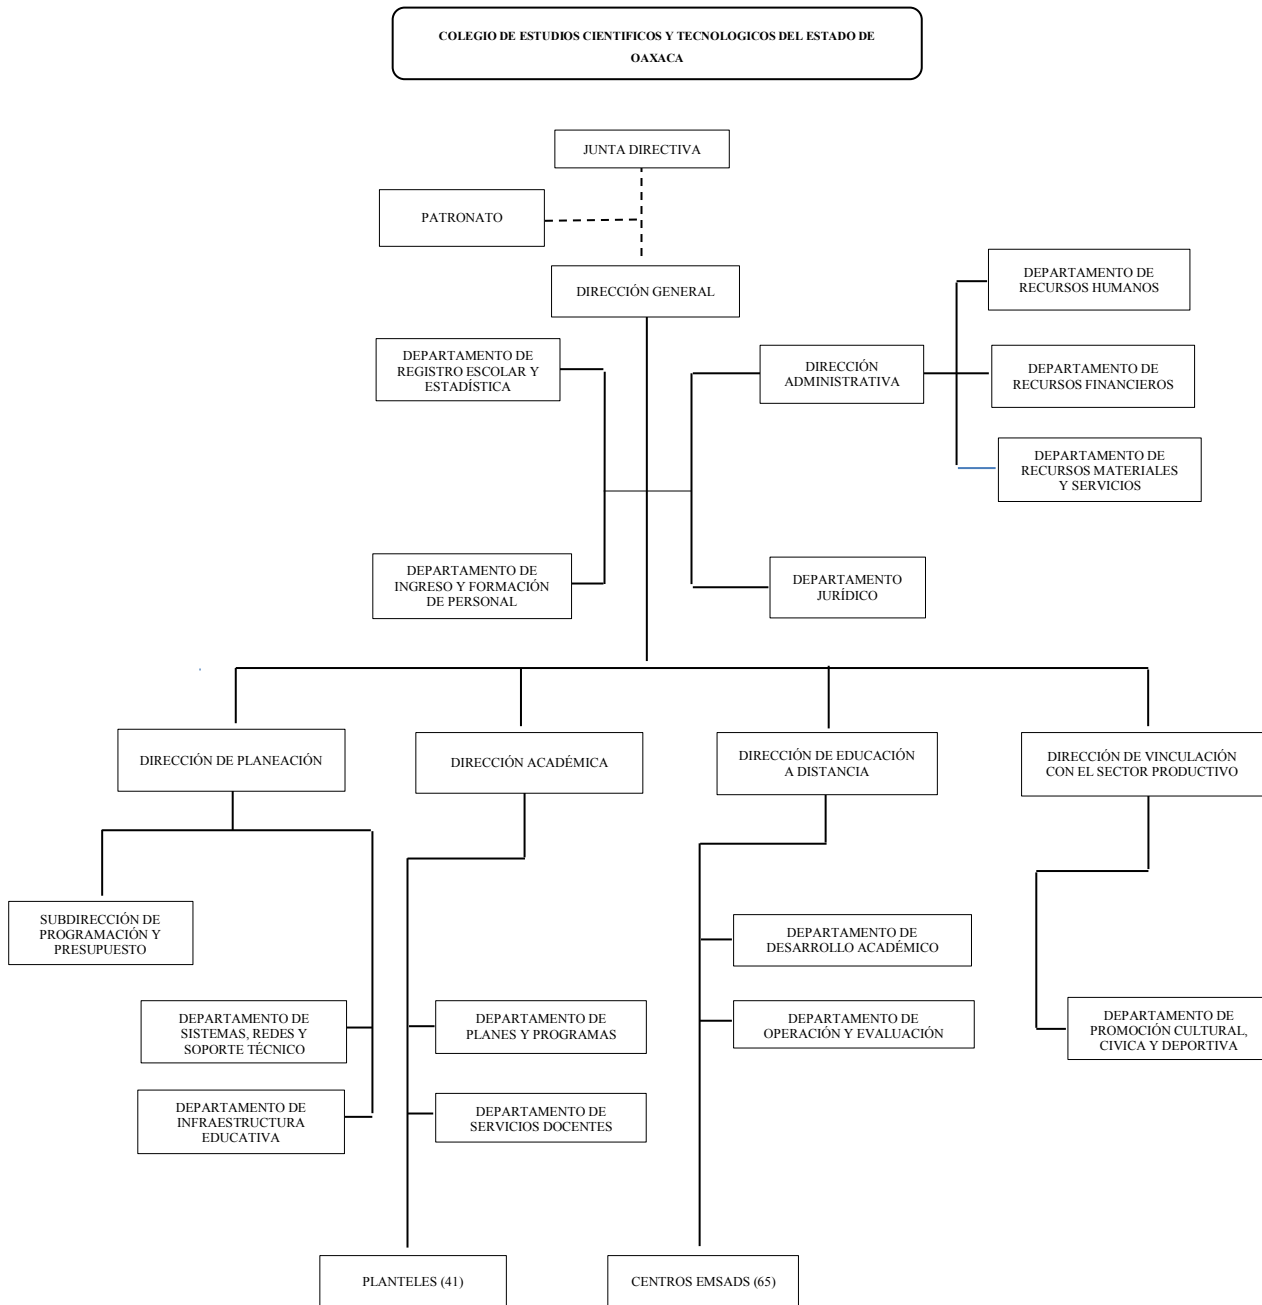 COLEGIO DE ESTUDIOS CIENTIFICOS Y TECNOLOGICOS DEL ESTADO DE
OAXACA
JUNTA DIRECTIVA
PATRONATO
DIRECCIÓN GENERAL
DEPARTAMENTO DE
RECURSOS HUMANOS
DEPARTAMENTO DE
REGISTRO ESCOLAR Y
ESTADÍSTICA
DIRECCIÓN
ADMINISTRATIVA
DEPARTAMENTO DE
RECURSOS FINANCIEROS
DEPARTAMENTO DE
RECURSOS MATERIALES
Y SERVICIOS
DEPARTAMENTO DE
INGRESO Y FORMACIÓN
DE PERSONAL
DEPARTAMENTO
JURÍDICO
DIRECCIÓN DE PLANEACIÓN
DIRECCIÓN ACADÉMICA
DIRECCIÓN DE EDUCACIÓN
A DISTANCIA
DIRECCIÓN DE VINCULACIÓN
CON EL SECTOR PRODUCTIVO
SUBDIRECCIÓN DE
PROGRAMACIÓN Y
PRESUPUESTO
DEPARTAMENTO DE
DESARROLLO ACADÉMICO
DEPARTAMENTO DE
SISTEMAS, REDES Y
SOPORTE TÉCNICO
DEPARTAMENTO DE
PLANES Y PROGRAMAS
DEPARTAMENTO DE
OPERACIÓN Y EVALUACIÓN
DEPARTAMENTO DE
PROMOCIÓN CULTURAL,
CIVICA Y DEPORTIVA
DEPARTAMENTO DE
INFRAESTRUCTURA
EDUCATIVA
DEPARTAMENTO DE
SERVICIOS DOCENTES
PLANTELES (41)
CENTROS EMSADS (65)